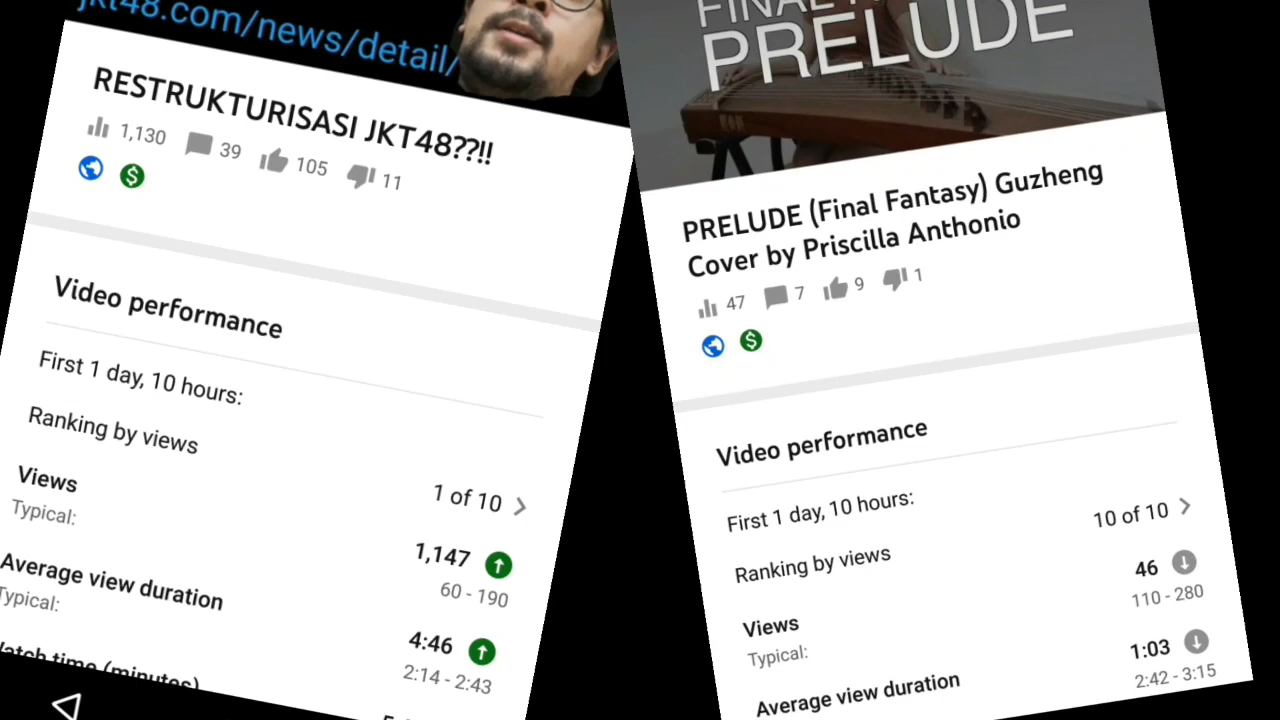 jkt48.com/news/detail/
RESTRUKTURISASI JKT48??!!
1,130 39 105 11
Video performance
First 1 day, 10 hours:
Ranking by views
1 of 10
Views
1,147
Typical:
60 - 190
Average view duration
4:46
Typical:
2:14 - 2:43
Watch time (minutes)
PRELUDE
PRELUDE (Final Fantasy) Guzheng
Cover by Priscilla Anthonio
47 7 9 1
Video performance
First 1 day, 10 hours:
Ranking by views
10 of 10
Views
46
Typical:
110 - 280
Average view duration
1:03
2:42 - 3:15